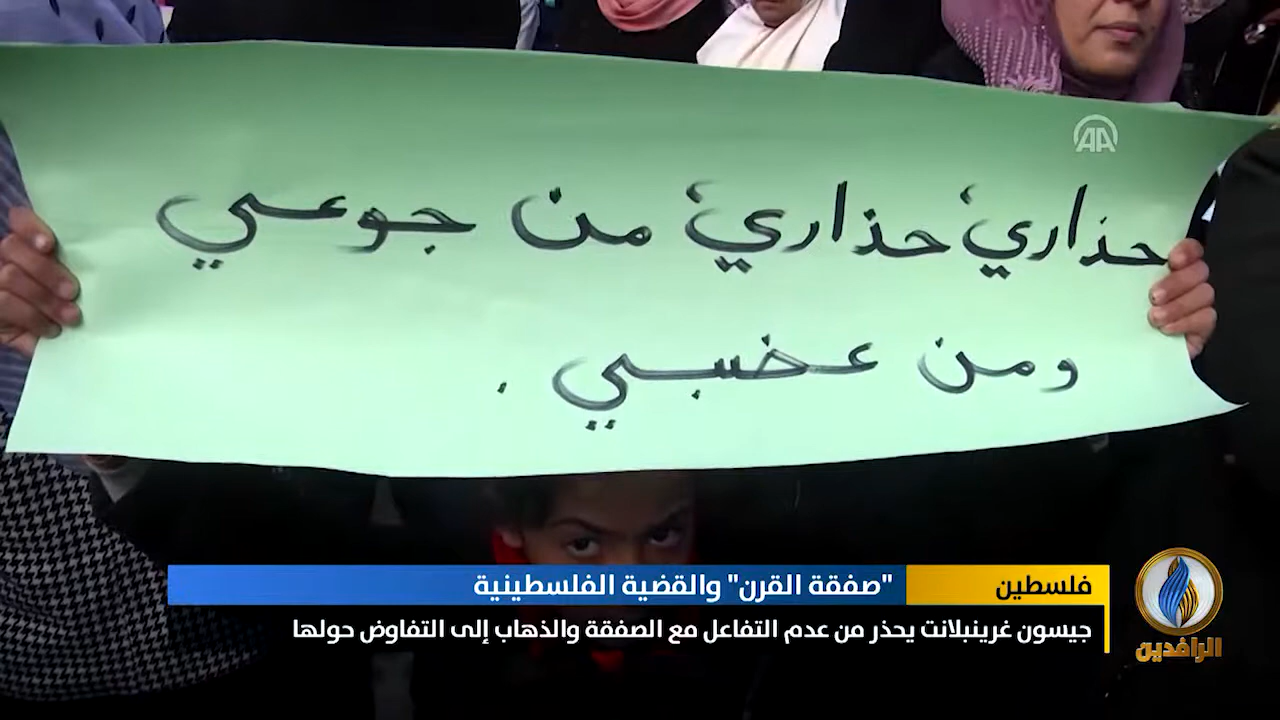 AA
حذاري حذاري من جوعي
ومن عضبي .
فلسطين
"صفقة القرن" والقضية الفلسطينية
جيسون غرينبلانت يحذر من عدم التفاعل مع الصفقة والذهاب إلى التفاوض حولها
الرافدين